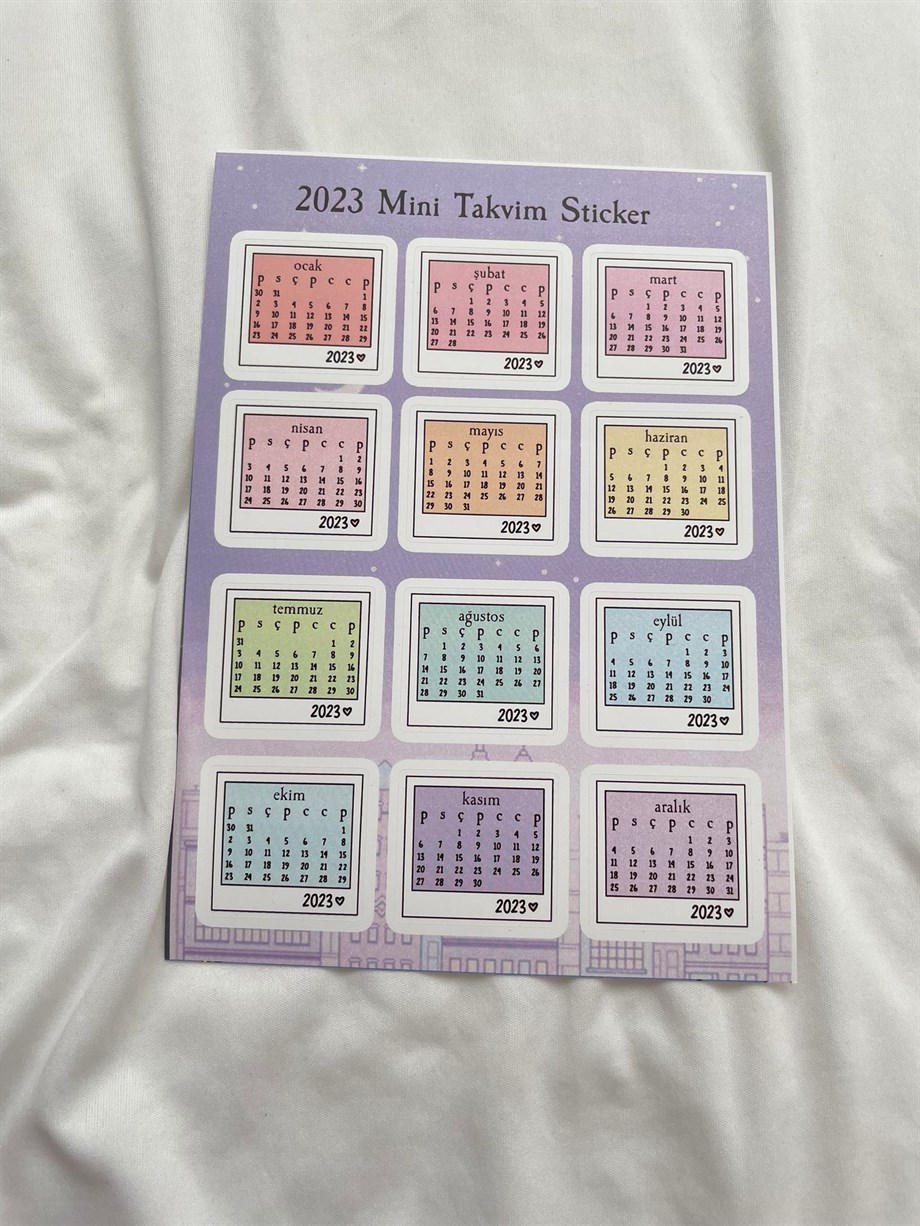 2023 Mini Takvim Sticker
ocak
p s ç p c c p
30 31 1
2 3 4 5 6 7 8
9 10 11 12 13 14 15
16 17 18 19 20 21 22
23 24 25 26 27 28 29
2023
şubat
p s ç p c c p
1 2 3 4 5
6 7 8 9 10 11 12
13 14 15 16 17 18 19
20 21 22 23 24 25 26
27 28
2023
mart
p s ç p c c p
1 2 3 4 5
6 7 8 9 10 11 12
13 14 15 16 17 18 19
20 21 22 23 24 25 26
27 28 29 30 31
2023
nisan
p s ç p c c p
1 2
3 4 5 6 7 8 9
10 11 12 13 14 15 16
17 18 19 20 21 22 23
24 25 26 27 28 29 30
2023
mayıs
p s ç p c c p
1 2 3 4 5 6 7
8 9 10 11 12 13 14
15 16 17 18 19 20 21
22 23 24 25 26 27 28
29 30 31
2023
haziran
p s ç p c c p
1 2 3 4
5 6 7 8 9 10 11
12 13 14 15 16 17 18
19 20 21 22 23 24 25
26 27 28 29 30
2023
temmuz
p s ç p c c p
31 1 2
3 4 5 6 7 8 9
10 11 12 13 14 15 16
17 18 19 20 21 22 23
24 25 26 27 28 29 30
2023
ağustos
p s ç p c c p
1 2 3 4 5 6
7 8 9 10 11 12 13
14 15 16 17 18 19 20
21 22 23 24 25 26 27
28 29 30 31
2023
eylül
p s ç p c c p
1 2 3
4 5 6 7 8 9 10
11 12 13 14 15 16 17
18 19 20 21 22 23 24
25 26 27 28 29 30
2023
ekim
p s ç p c c p
30 31 1
2 3 4 5 6 7 8
9 10 11 12 13 14 15
16 17 18 19 20 21 22
23 24 25 26 27 28 29
2023
kasım
p s ç p c c p
1 2 3 4 5
6 7 8 9 10 11 12
13 14 15 16 17 18 19
20 21 22 23 24 25 26
27 28 29 30
2023
aralık
p s ç p c c p
1 2 3
4 5 6 7 8 9 10
11 12 13 14 15 16 17
18 19 20 21 22 23 24
25 26 27 28 29 30 31
2023